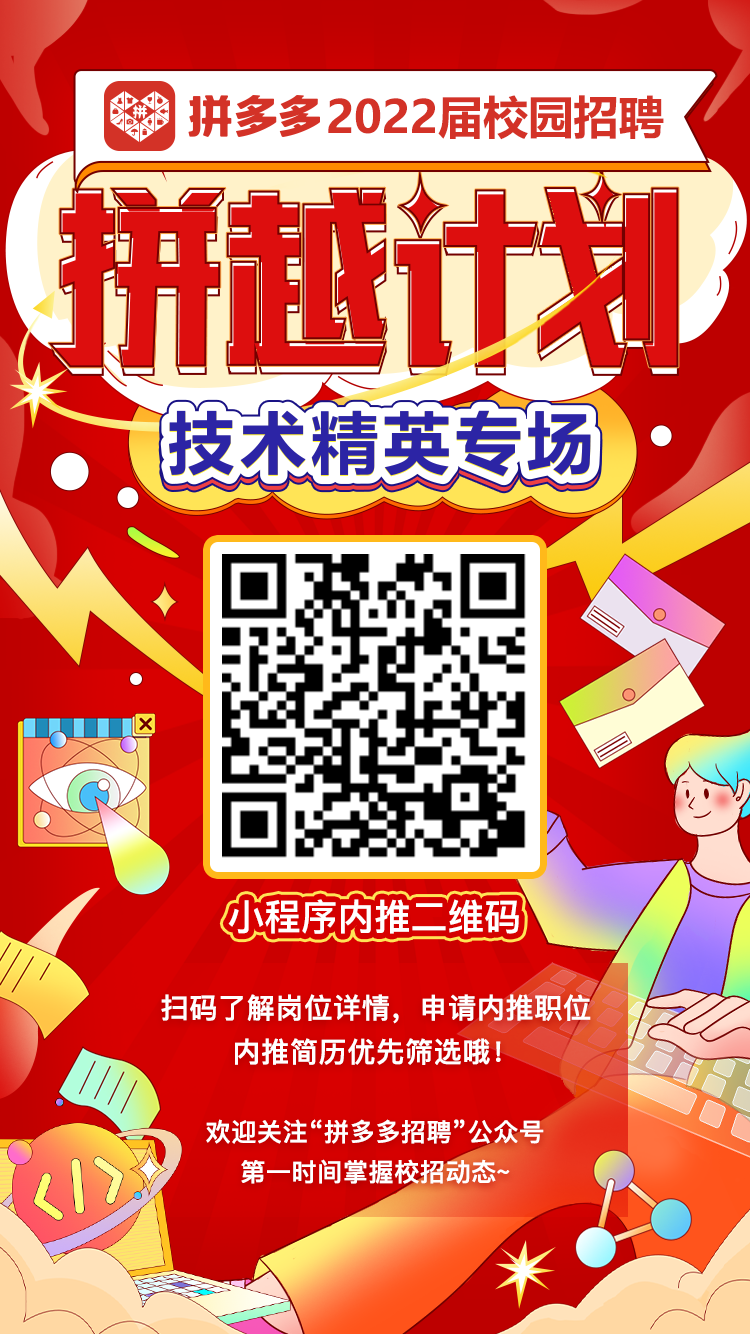 拼
拼多多2022届校园招聘
拼越计划
技术精英专场
小程序内推二维码
扫码了解岗位详情，申请内推职位
内推简历优先筛选哦！
欢迎关注“拼多多招聘”公众号
第一时间掌握校招动态~